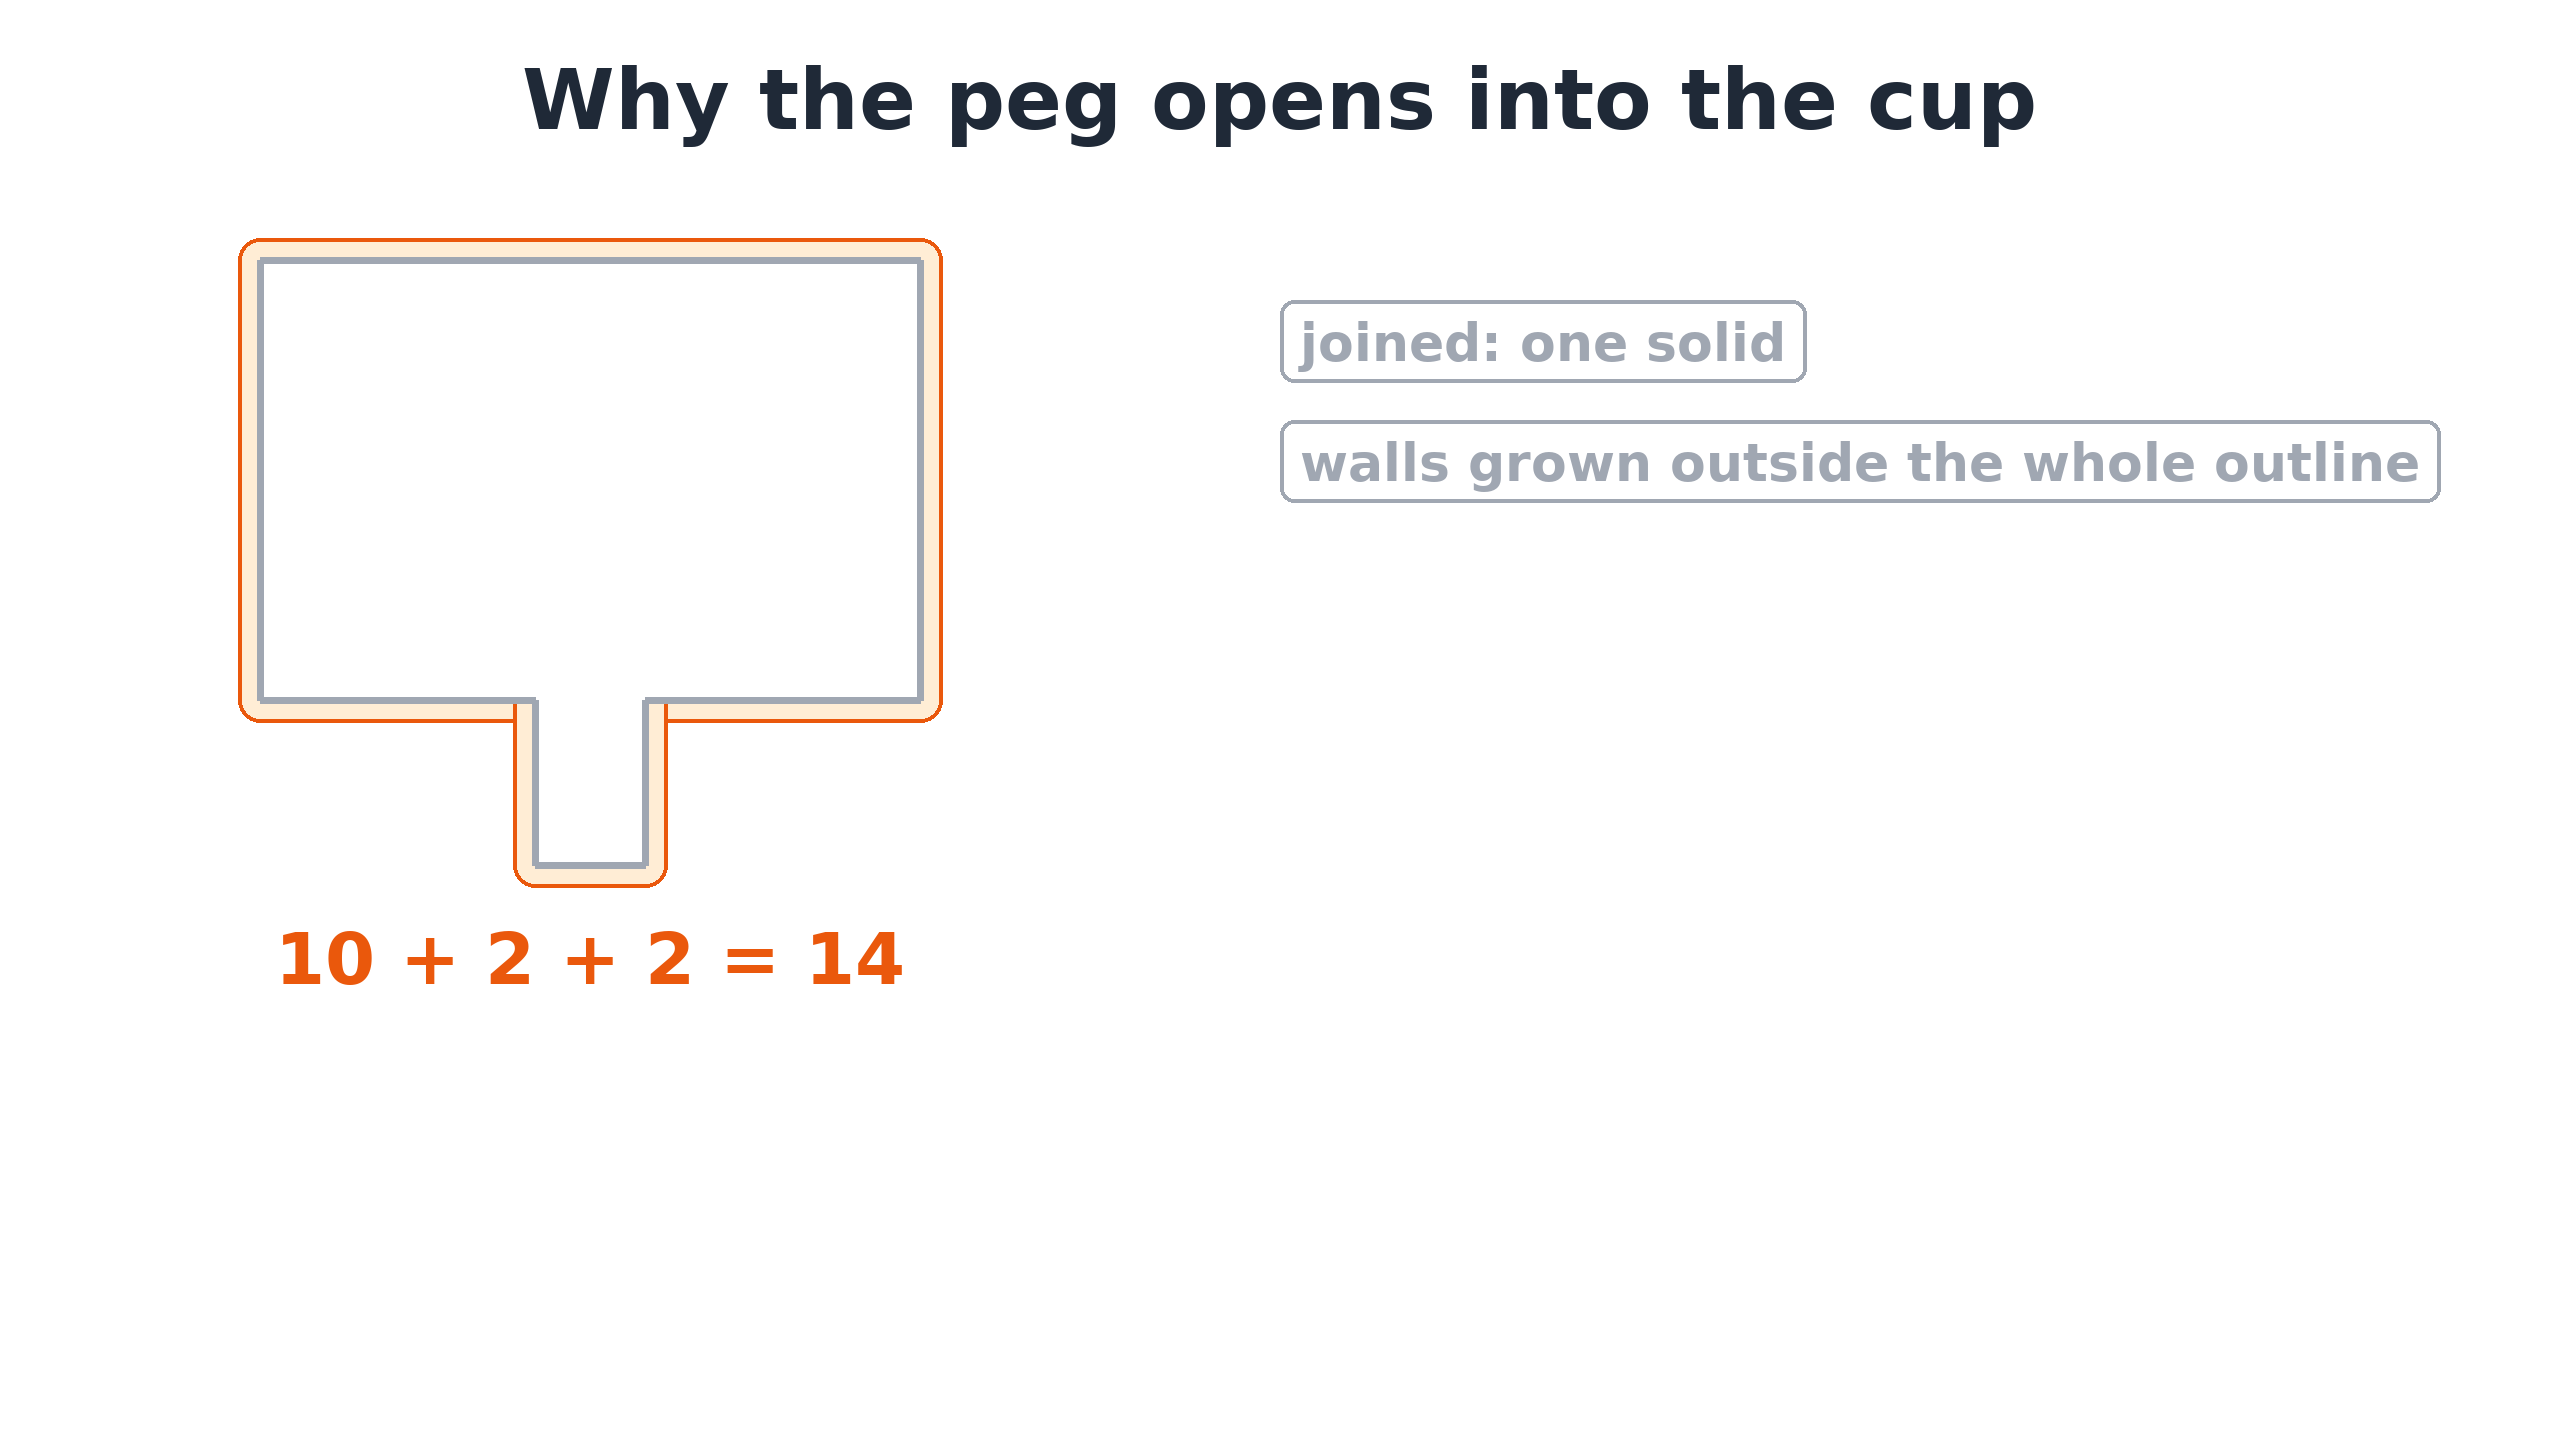 Why the peg opens into the cup
joined: one solid
walls grown outside the whole outline
10 + 2 + 2 = 14